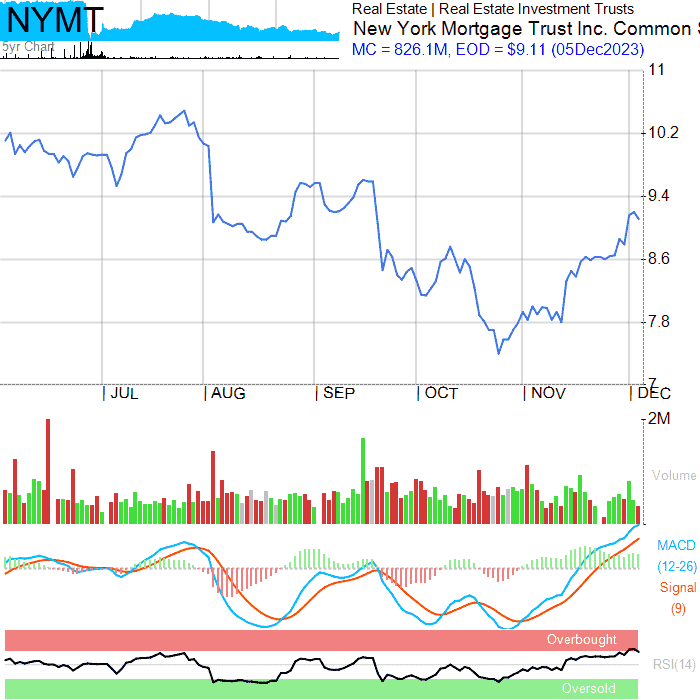 NYMT
5yr Chart
Real Estate | Real Estate Investment Trusts
New York Mortgage Trust Inc. Common S
MC = 826.1M, EOD = $9.11 (05Dec2023)
11
10.2
9.4
8.6
7.8
7
| JUL | AUG | SEP | OCT | NOV | DEC
2M
Volume
MACD
(12-26)
Signal
(9)
Overbought
RSI(14)
Oversold